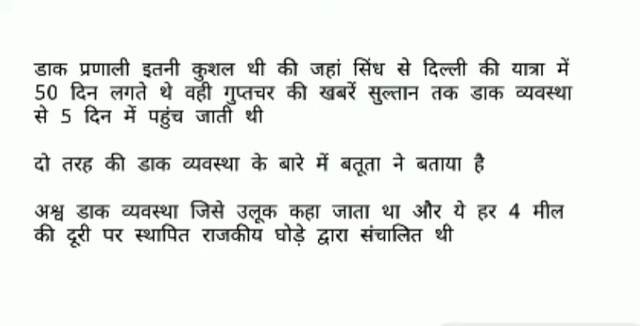 डाक प्रणाली इतनी कुशल थी की जहां सिंध से दिल्ली की यात्रा में
50 दिन लगते थे वही गुप्तचर की खबरें सुल्तान तक डाक व्यवस्था
से 5 दिन में पहुंच जाती थी
दो तरह की डाक व्यवस्था के बारे में बतूता ने बताया है
अश्व डाक व्यवस्था जिसे उलूक कहा जाता था और ये हर 4 मील
की दूरी पर स्थापित राजकीय घोड़े द्वारा संचालित थी